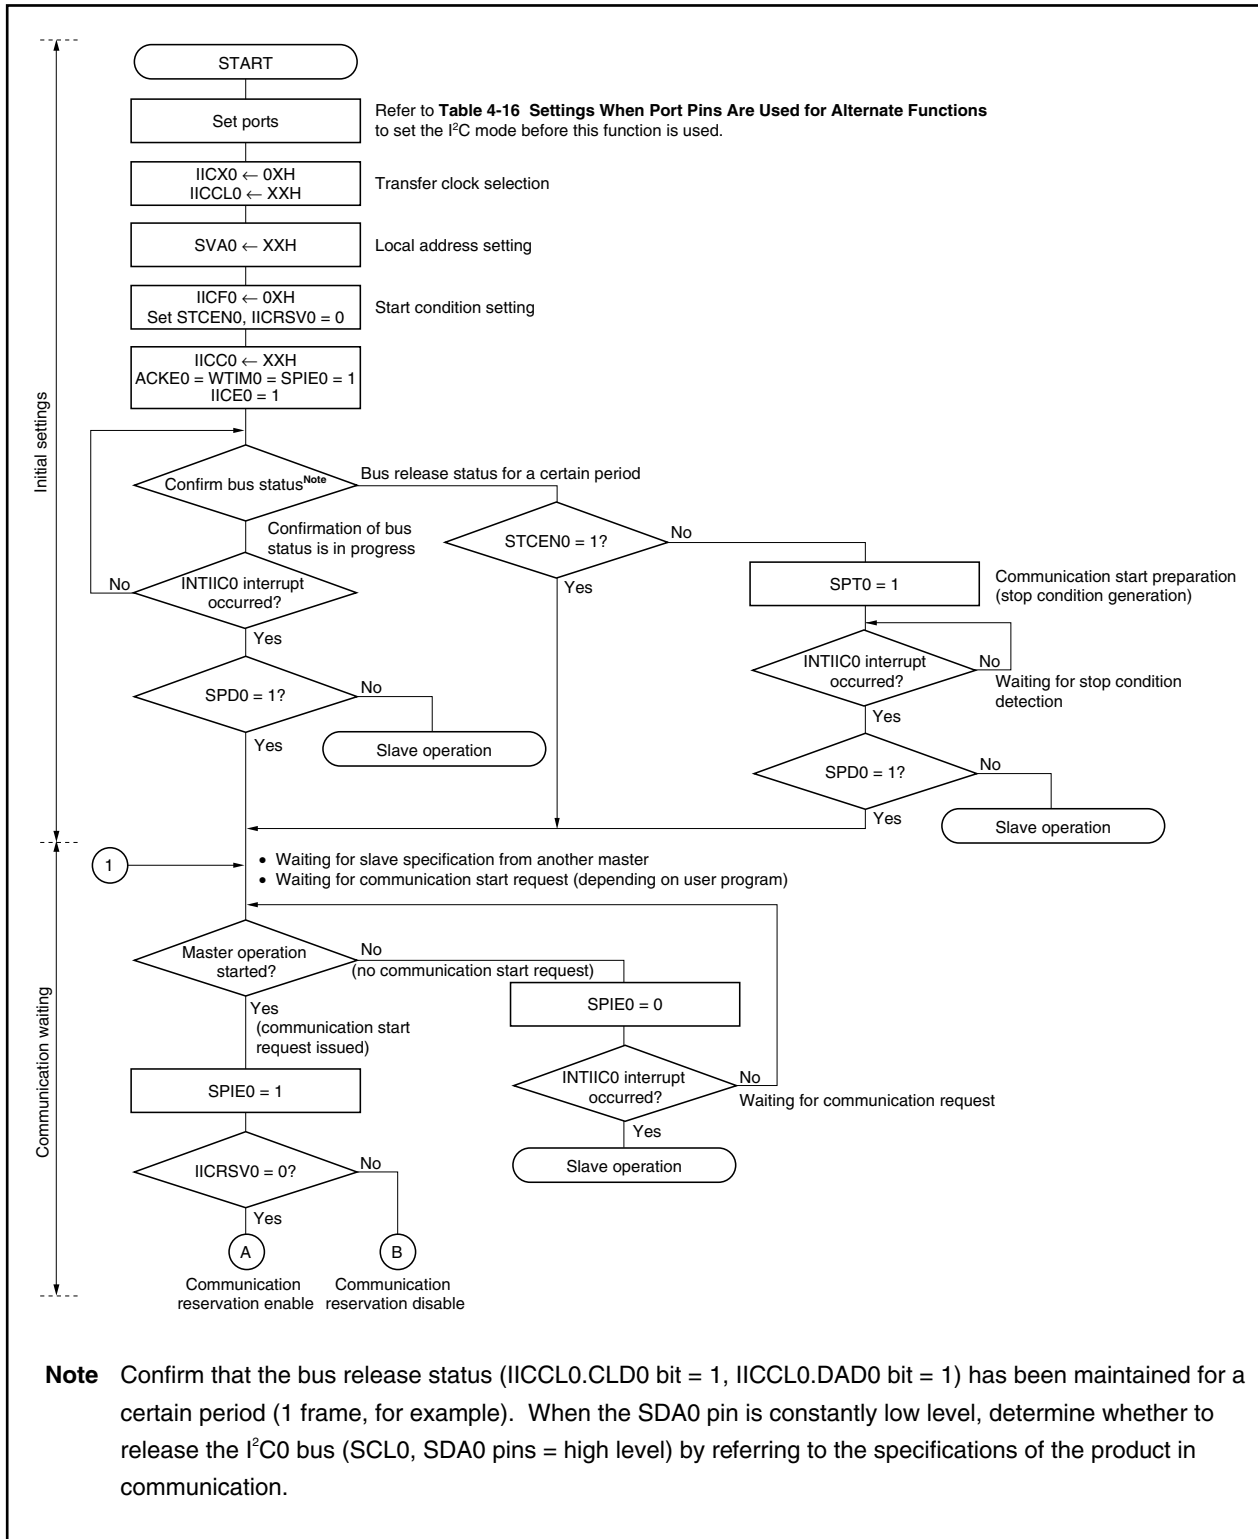 START
Set ports
Refer to Table 4-16 Settings When Port Pins Are Used for Alternate Functions
to set the I²C mode before this function is used.
IICX0 ← 0XH
IICCL0 ← XXH
Transfer clock selection
SVA0 ← XXH
Local address setting
IICF0 ← 0XH
Set STCEN0, IICRSV0 = 0
Start condition setting
IICC0 ← XXH
ACKE0 = WTIM0 = SPIE0 = 1
IICE0 = 1
Initial settings
Confirm bus statusNote
Bus release status for a certain period
Confirmation of bus
status is in progress
STCEN0 = 1?
No
Yes
INTIIC0 interrupt
occurred?
No
Yes
SPT0 = 1
Communication start preparation
(stop condition generation)
INTIIC0 interrupt
occurred?
No
Waiting for stop condition
detection
Yes
SPD0 = 1?
No
Yes
Slave operation
SPD0 = 1?
No
Yes
Slave operation
1
• Waiting for slave specification from another master
• Waiting for communication start request (depending on user program)
Communication waiting
Master operation
started?
No
(no communication start request)
Yes
(communication start
request issued)
SPIE0 = 0
INTIIC0 interrupt
occurred?
No
Waiting for communication request
Yes
Slave operation
SPIE0 = 1
IICRSV0 = 0?
No
Yes
A
B
Communication
reservation enable
Communication
reservation disable
Note Confirm that the bus release status (IICCL0.CLD0 bit = 1, IICCL0.DAD0 bit = 1) has been maintained for a
certain period (1 frame, for example). When the SDA0 pin is constantly low level, determine whether to
release the I²C0 bus (SCL0, SDA0 pins = high level) by referring to the specifications of the product in
communication.